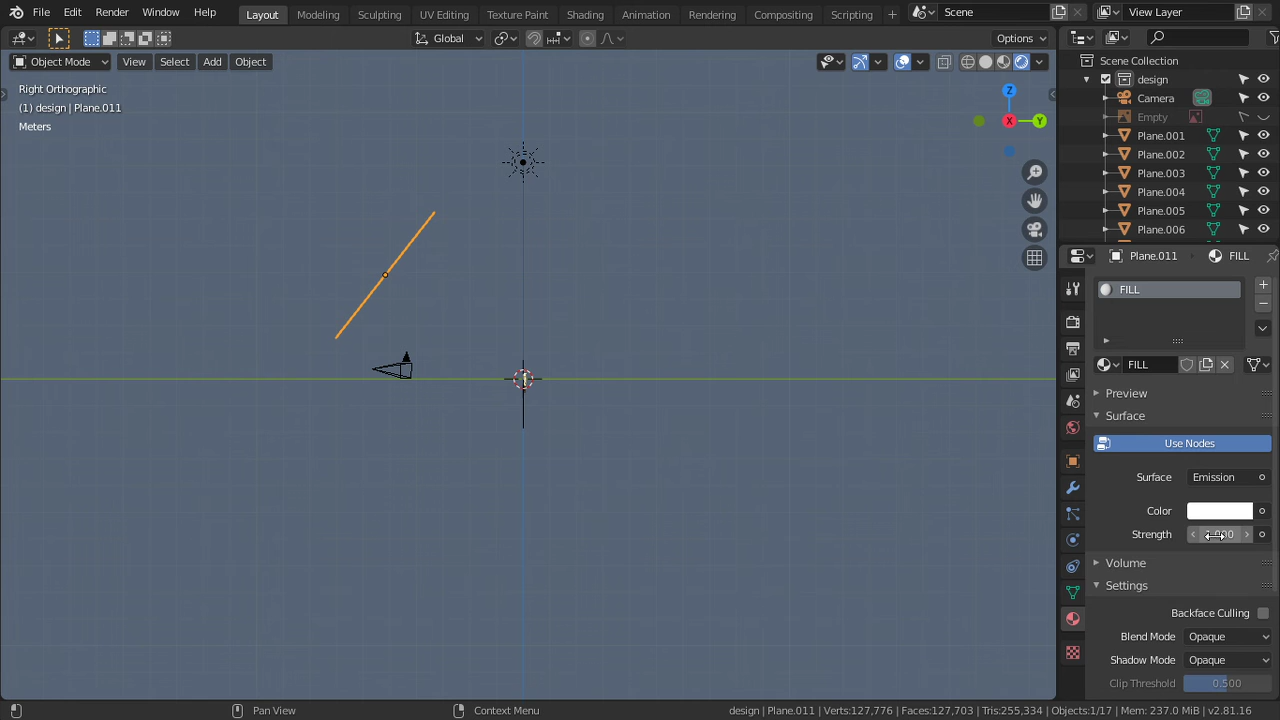 File Edit Render Window Help Layout Modeling Sculpting UV Editing Texture Paint Shading Animation Rendering Compositing Scripting Scene View Layer
Global Options
Object Mode View Select Add Object
Right Orthographic
(1) design | Plane.011
Meters
Z
X
Y
Scene Collection
design
Camera
Empty
Plane.001
Plane.002
Plane.003
Plane.004
Plane.005
Plane.006
Plane.011 FILL
FILL
FILL
Preview
Surface
Use Nodes
Surface Emission
Color
Strength
Volume
Settings
Backface Culling
Blend Mode Opaque
Shadow Mode Opaque
Clip Threshold 0.500
Pan View Context Menu design | Plane.011 | Verts:127,776 | Faces:127,703 | Tris:255,334 | Objects:1/17 | Mem: 237.0 MiB | v2.81.16